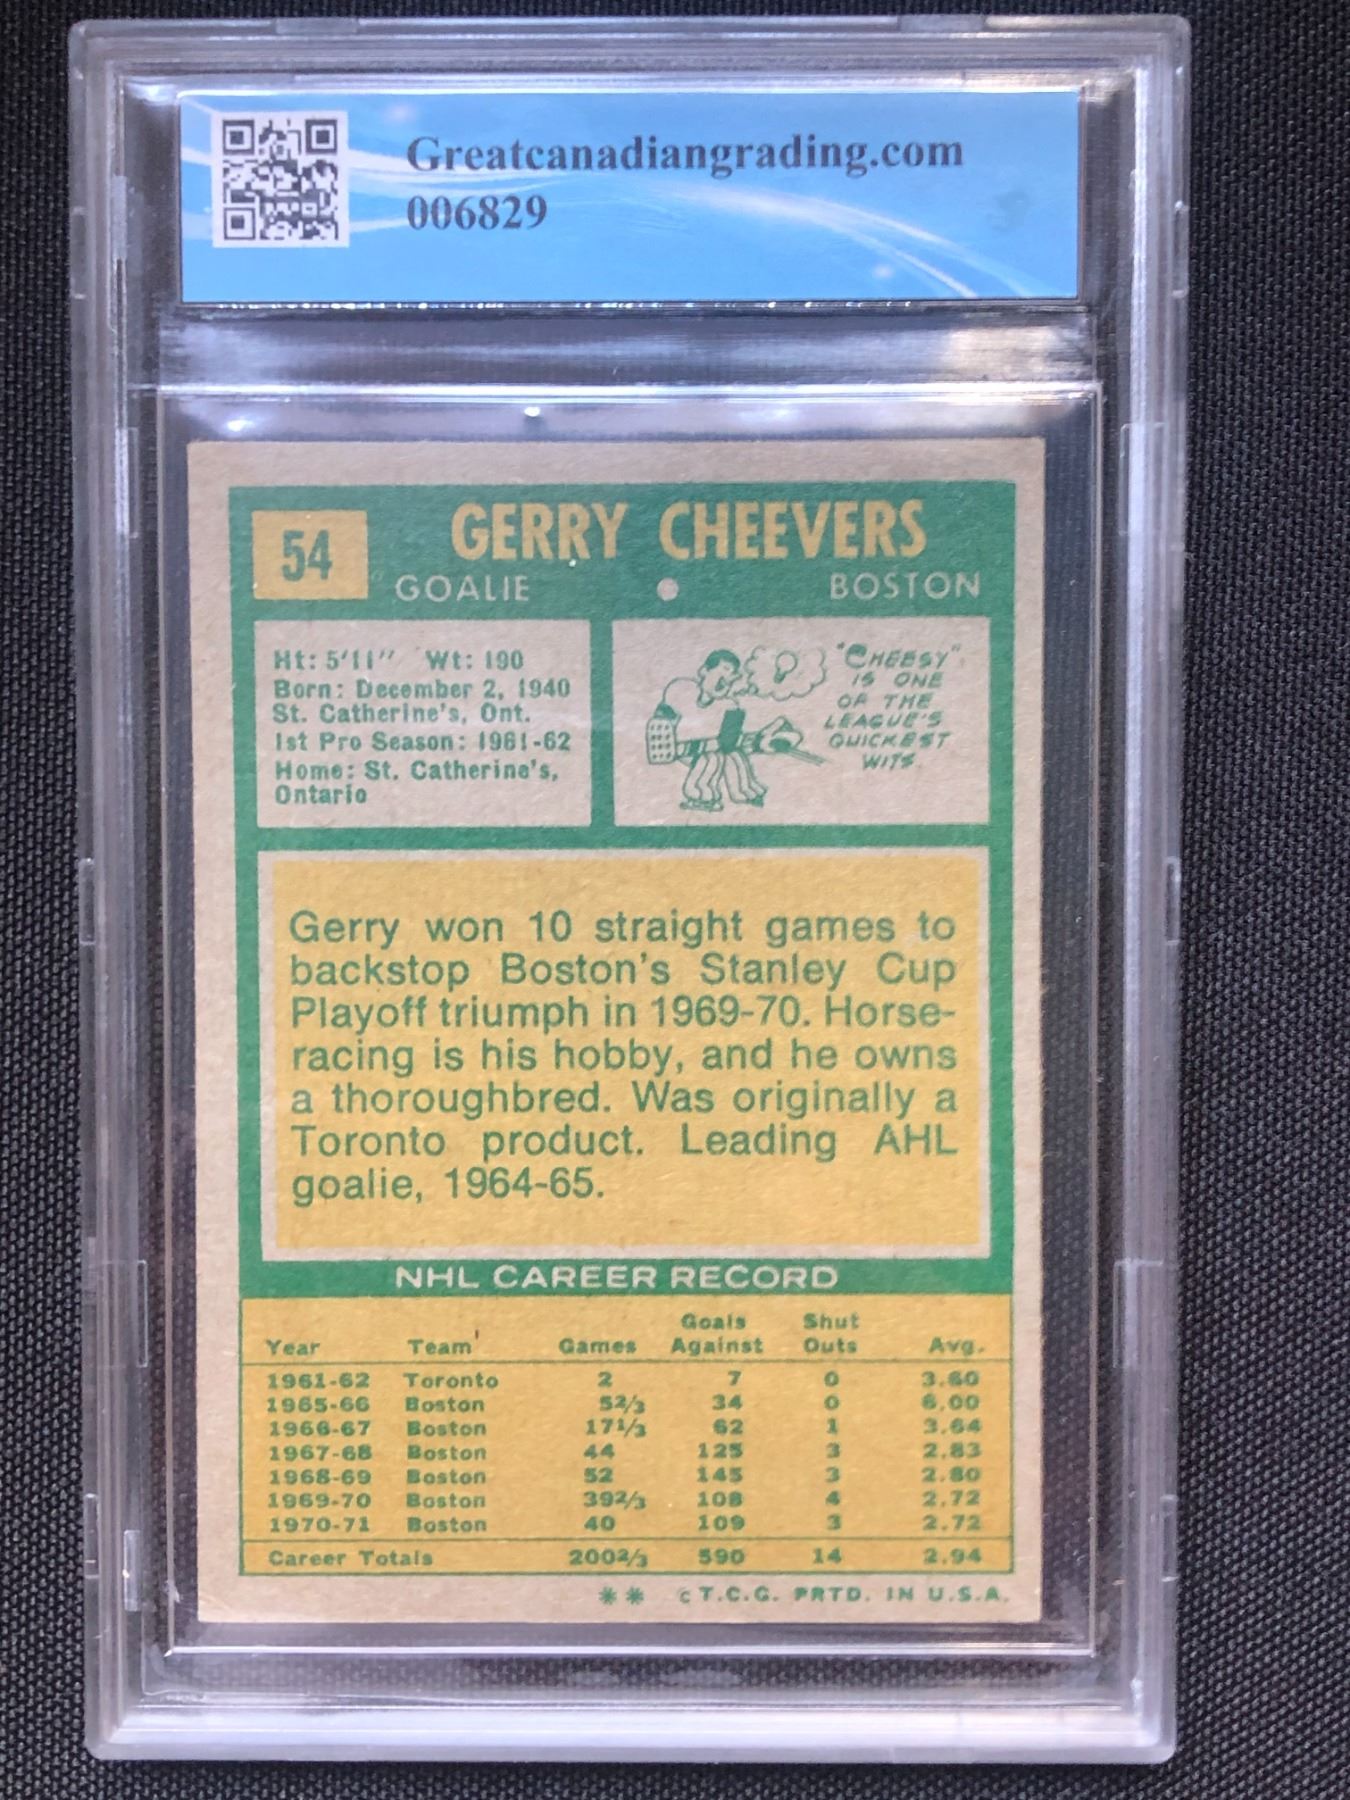 Greatcanadiangrading.com
006829
54
GERRY CHEEVERS
GOALIE • BOSTON
Ht: 5'11" Wt: 190
Born: December 2, 1940
St. Catherine's, Ont.
1st Pro Season: 1961-62
Home: St. Catherine's,
Ontario
"CHEESY"
IS ONE
OF THE
LEAGUE'S
QUICKEST
WITS.
Gerry won 10 straight games to
backstop Boston's Stanley Cup
Playoff triumph in 1969-70. Horse-
racing is his hobby, and he owns
a thoroughbred. Was originally a
Toronto product. Leading AHL
goalie, 1964-65.
NHL CAREER RECORD
Year Team Games Goals Against Shut Outs Avg.
1961-62 Toronto 2 7 0 3.60
1965-66 Boston 52/3 34 0 6.00
1966-67 Boston 171/3 62 1 3.64
1967-68 Boston 44 125 3 2.83
1968-69 Boston 52 145 3 2.80
1969-70 Boston 392/3 108 4 2.72
1970-71 Boston 40 109 3 2.72
Career Totals 2002/3 590 14 2.94
** © T.C.G. PRTD. IN U.S.A.